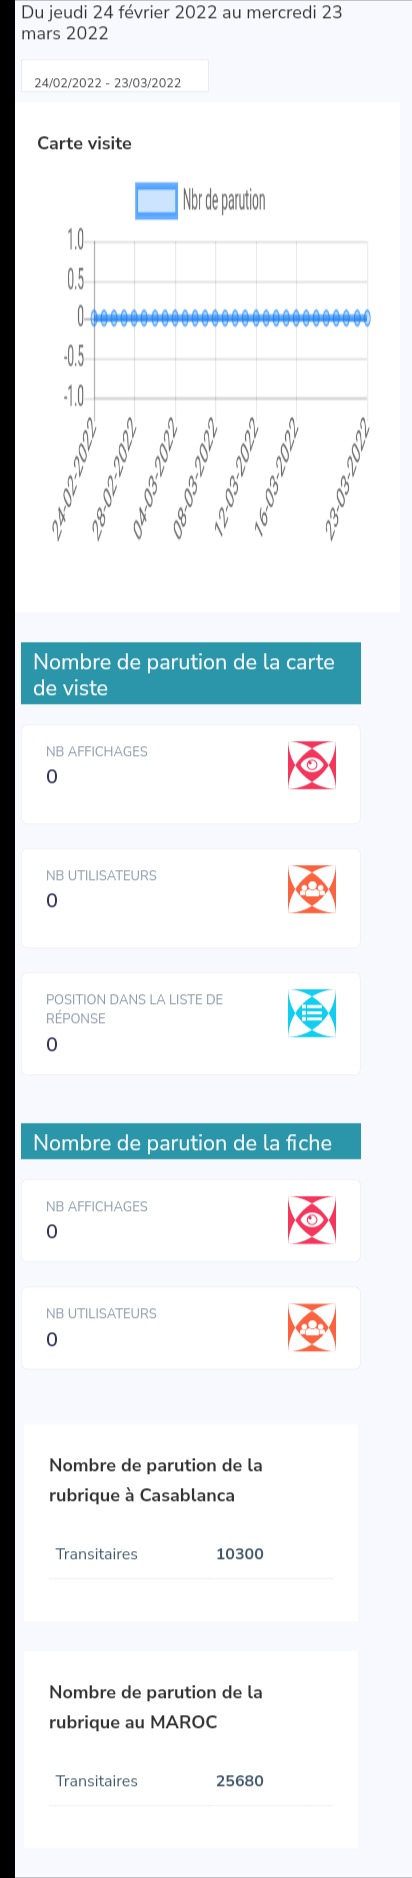 Du jeudi 24 février 2022 au mercredi 23
mars 2022
24/02/2022 - 23/03/2022
Carte visite
Nbr de parution
1.0
0.5
0
-0.5
-1.0
24-02-2022
28-02-2022
04-03-2022
08-03-2022
12-03-2022
16-03-2022
23-03-2022
Nombre de parution de la carte
de viste
NB AFFICHAGES
0
NB UTILISATEURS
0
POSITION DANS LA LISTE DE
RÉPONSE
0
Nombre de parution de la fiche
NB AFFICHAGES
0
NB UTILISATEURS
0
Nombre de parution de la
rubrique à Casablanca
Transitaires 10300
Nombre de parution de la
rubrique au MAROC
Transitaires 25680